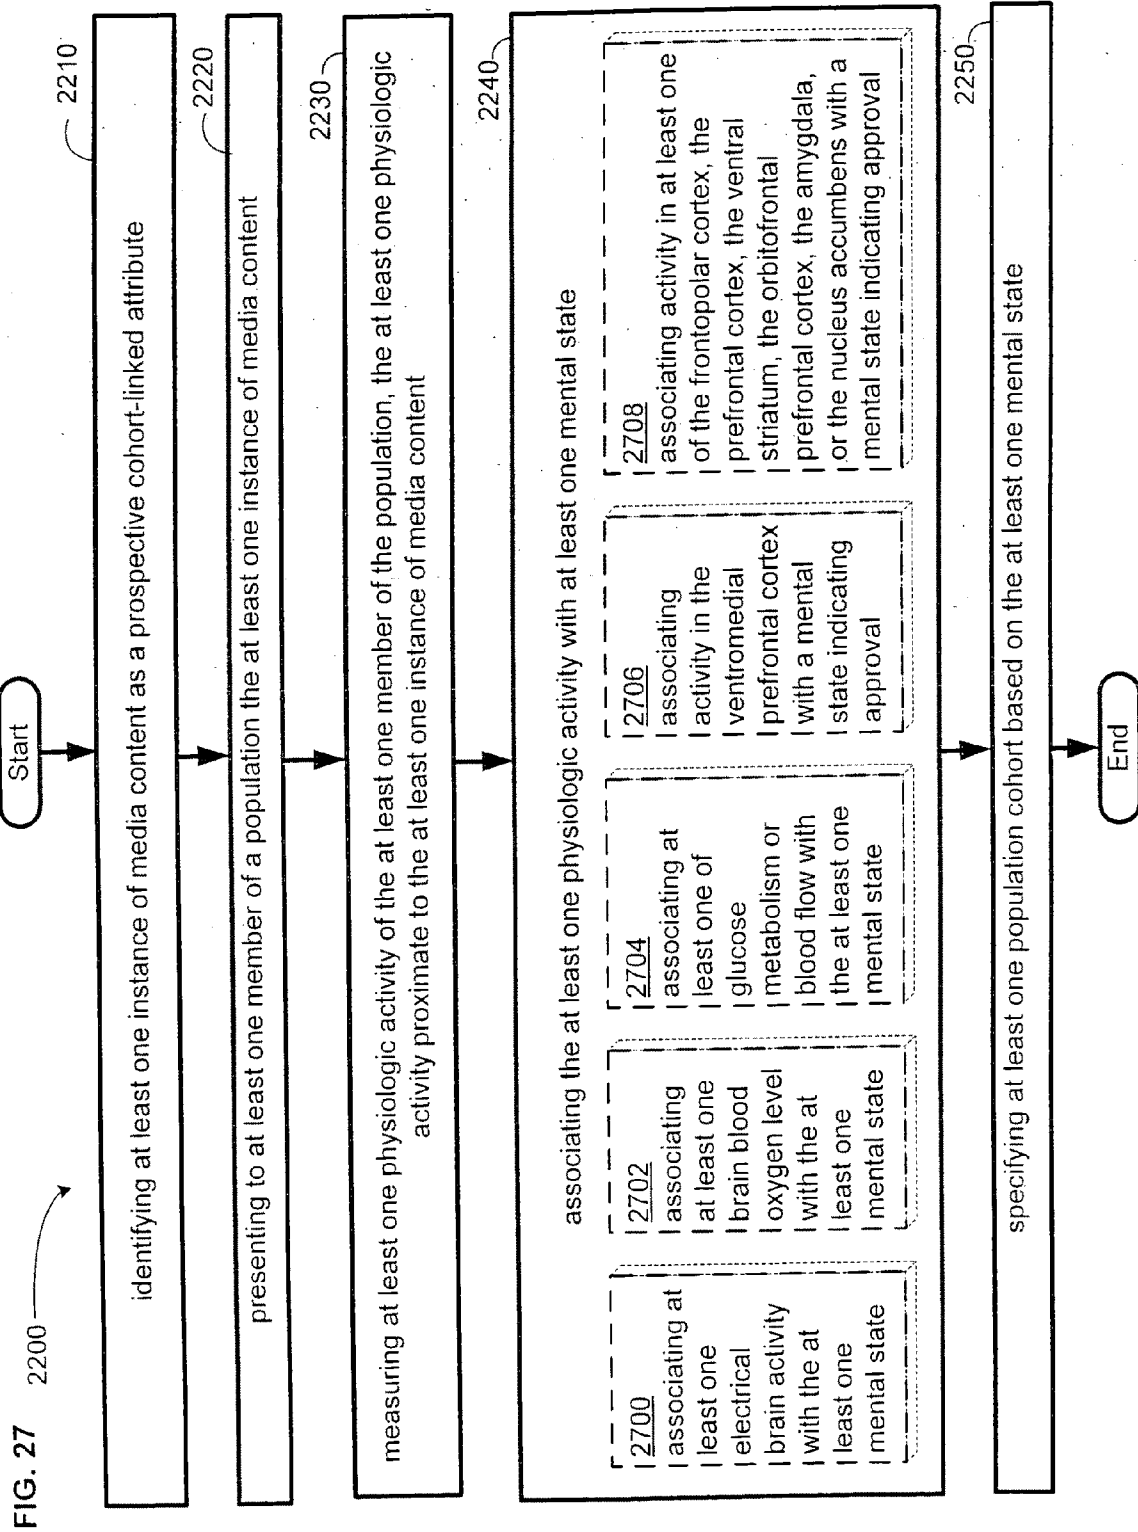 FIG. 27
2200
Start
2210
identifying at least one instance of media content as a prospective cohort-linked attribute
2220
presenting to at least one member of a population the at least one instance of media content
2230
measuring at least one physiologic activity of the at least one member of the population, the at least one physiologic
activity proximate to the at least one instance of media content
2240
associating the at least one physiologic activity with at least one mental state
2700
associating at
least one
electrical
brain activity
with the at
least one
mental state
2702
associating
at least one
brain blood
oxygen level
with the at
least one
mental state
2704
associating at
least one of
glucose
metabolism or
blood flow with
the at least one
mental state
2706
associating
activity in the
ventromedial
prefrontal cortex
with a mental
state indicating
approval
2708
associating activity in at least one
of the frontopolar cortex, the
prefrontal cortex, the ventral
striatum, the orbitofrontal
prefrontal cortex, the amygdala,
or the nucleus accumbens with a
mental state indicating approval
2250
specifying at least one population cohort based on the at least one mental state
End